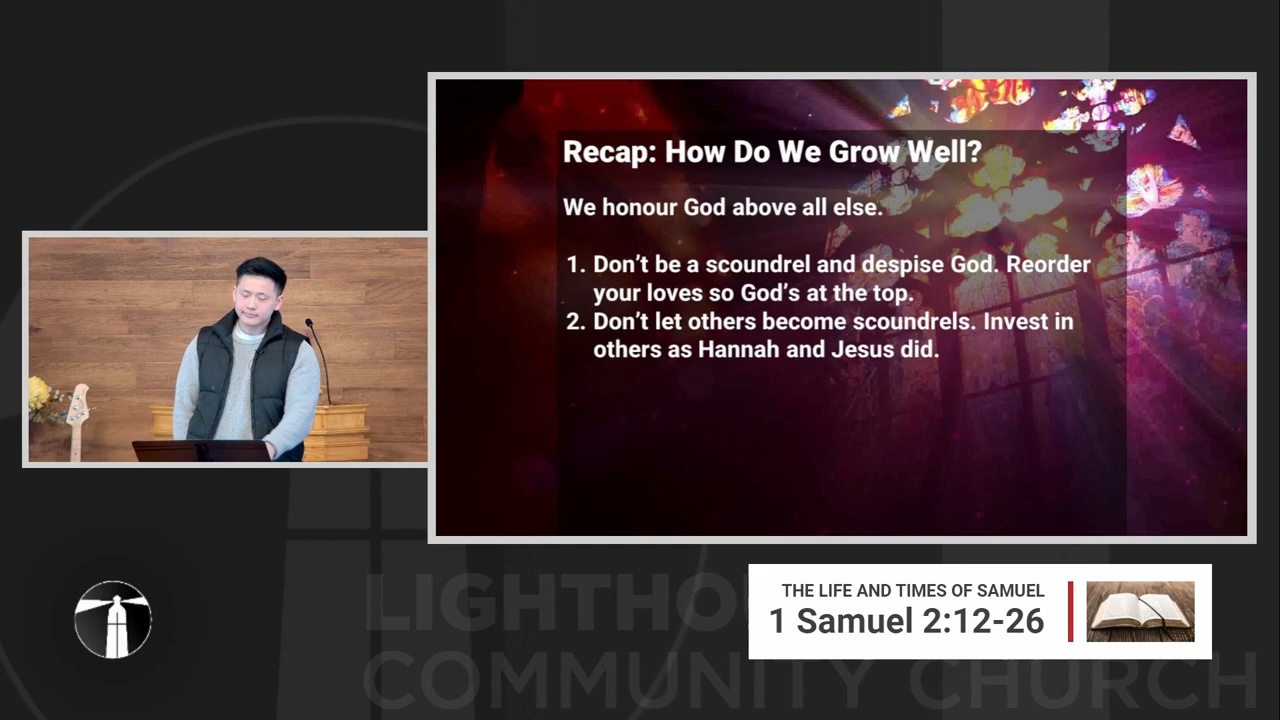 Recap: How Do We Grow Well?
We honour God above all else.
1. Don't be a scoundrel and despise God. Reorder
your loves so God's at the top.
2. Don't let others become scoundrels. Invest in
others as Hannah and Jesus did.
THE LIFE AND TIMES OF SAMUEL
1 Samuel 2:12-26
LIGHTHO
COMMUNITY CHURCH